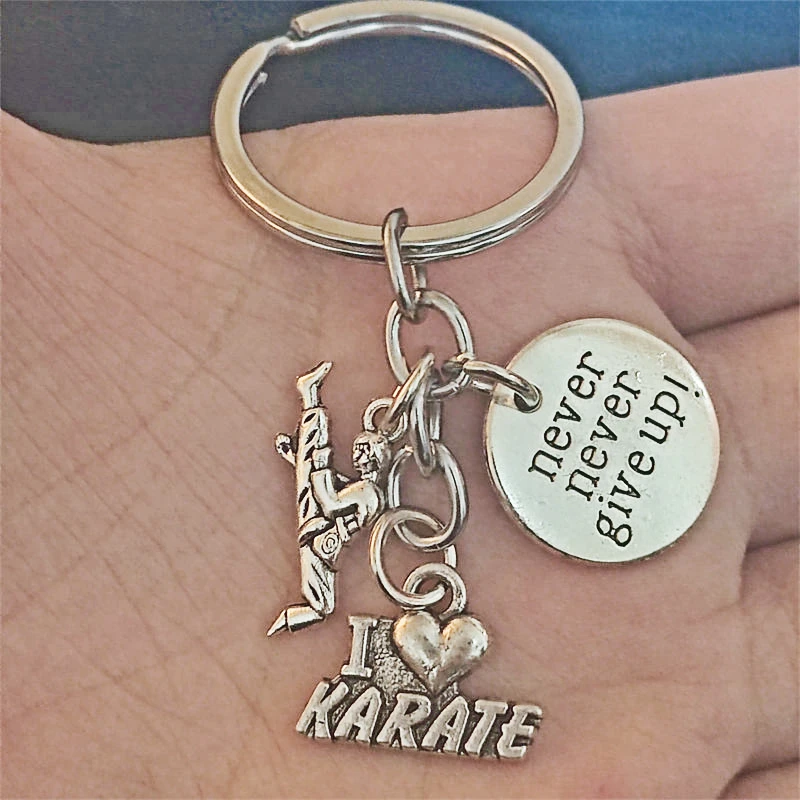 never
never
give up!
I ❤
KARATE